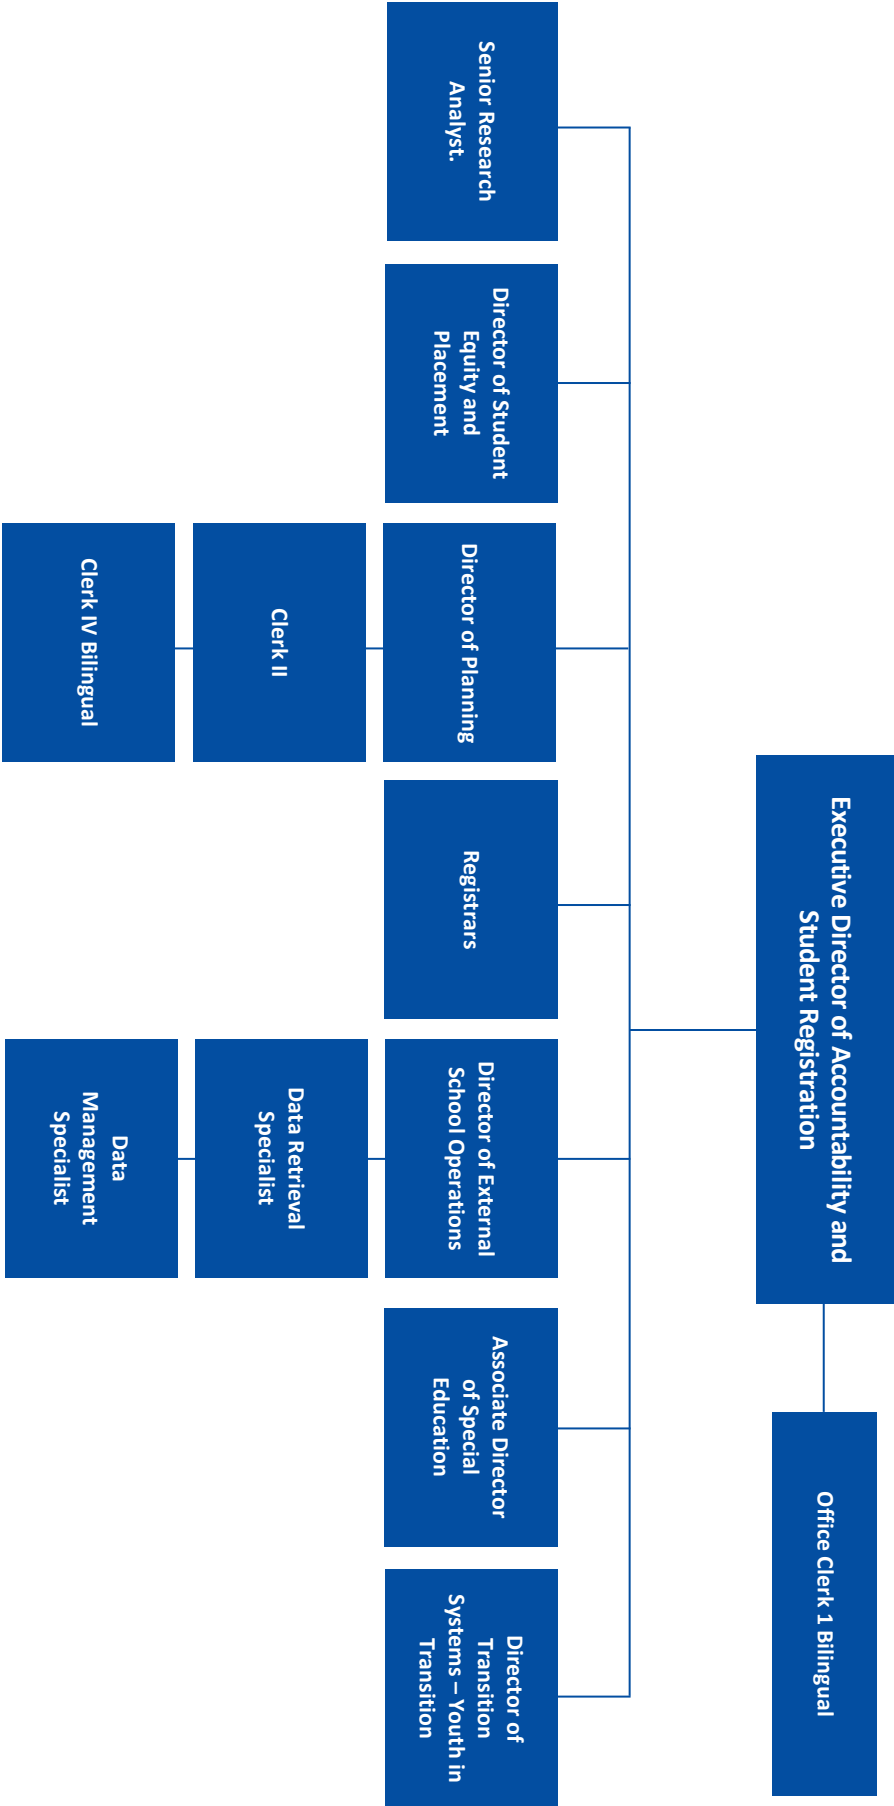 Executive Director of Accountability and
Student Registration
Office Clerk 1 Bilingual
Senior Research
Analyst.
Director of Student
Equity and
Placement
Director of Planning
Registrars
Director of External
School Operations
Associate Director
of Special
Education
Director of
Transition
Systems – Youth in
Transition
Clerk II
Data Retrieval
Specialist
Clerk IV Bilingual
Data
Management
Specialist